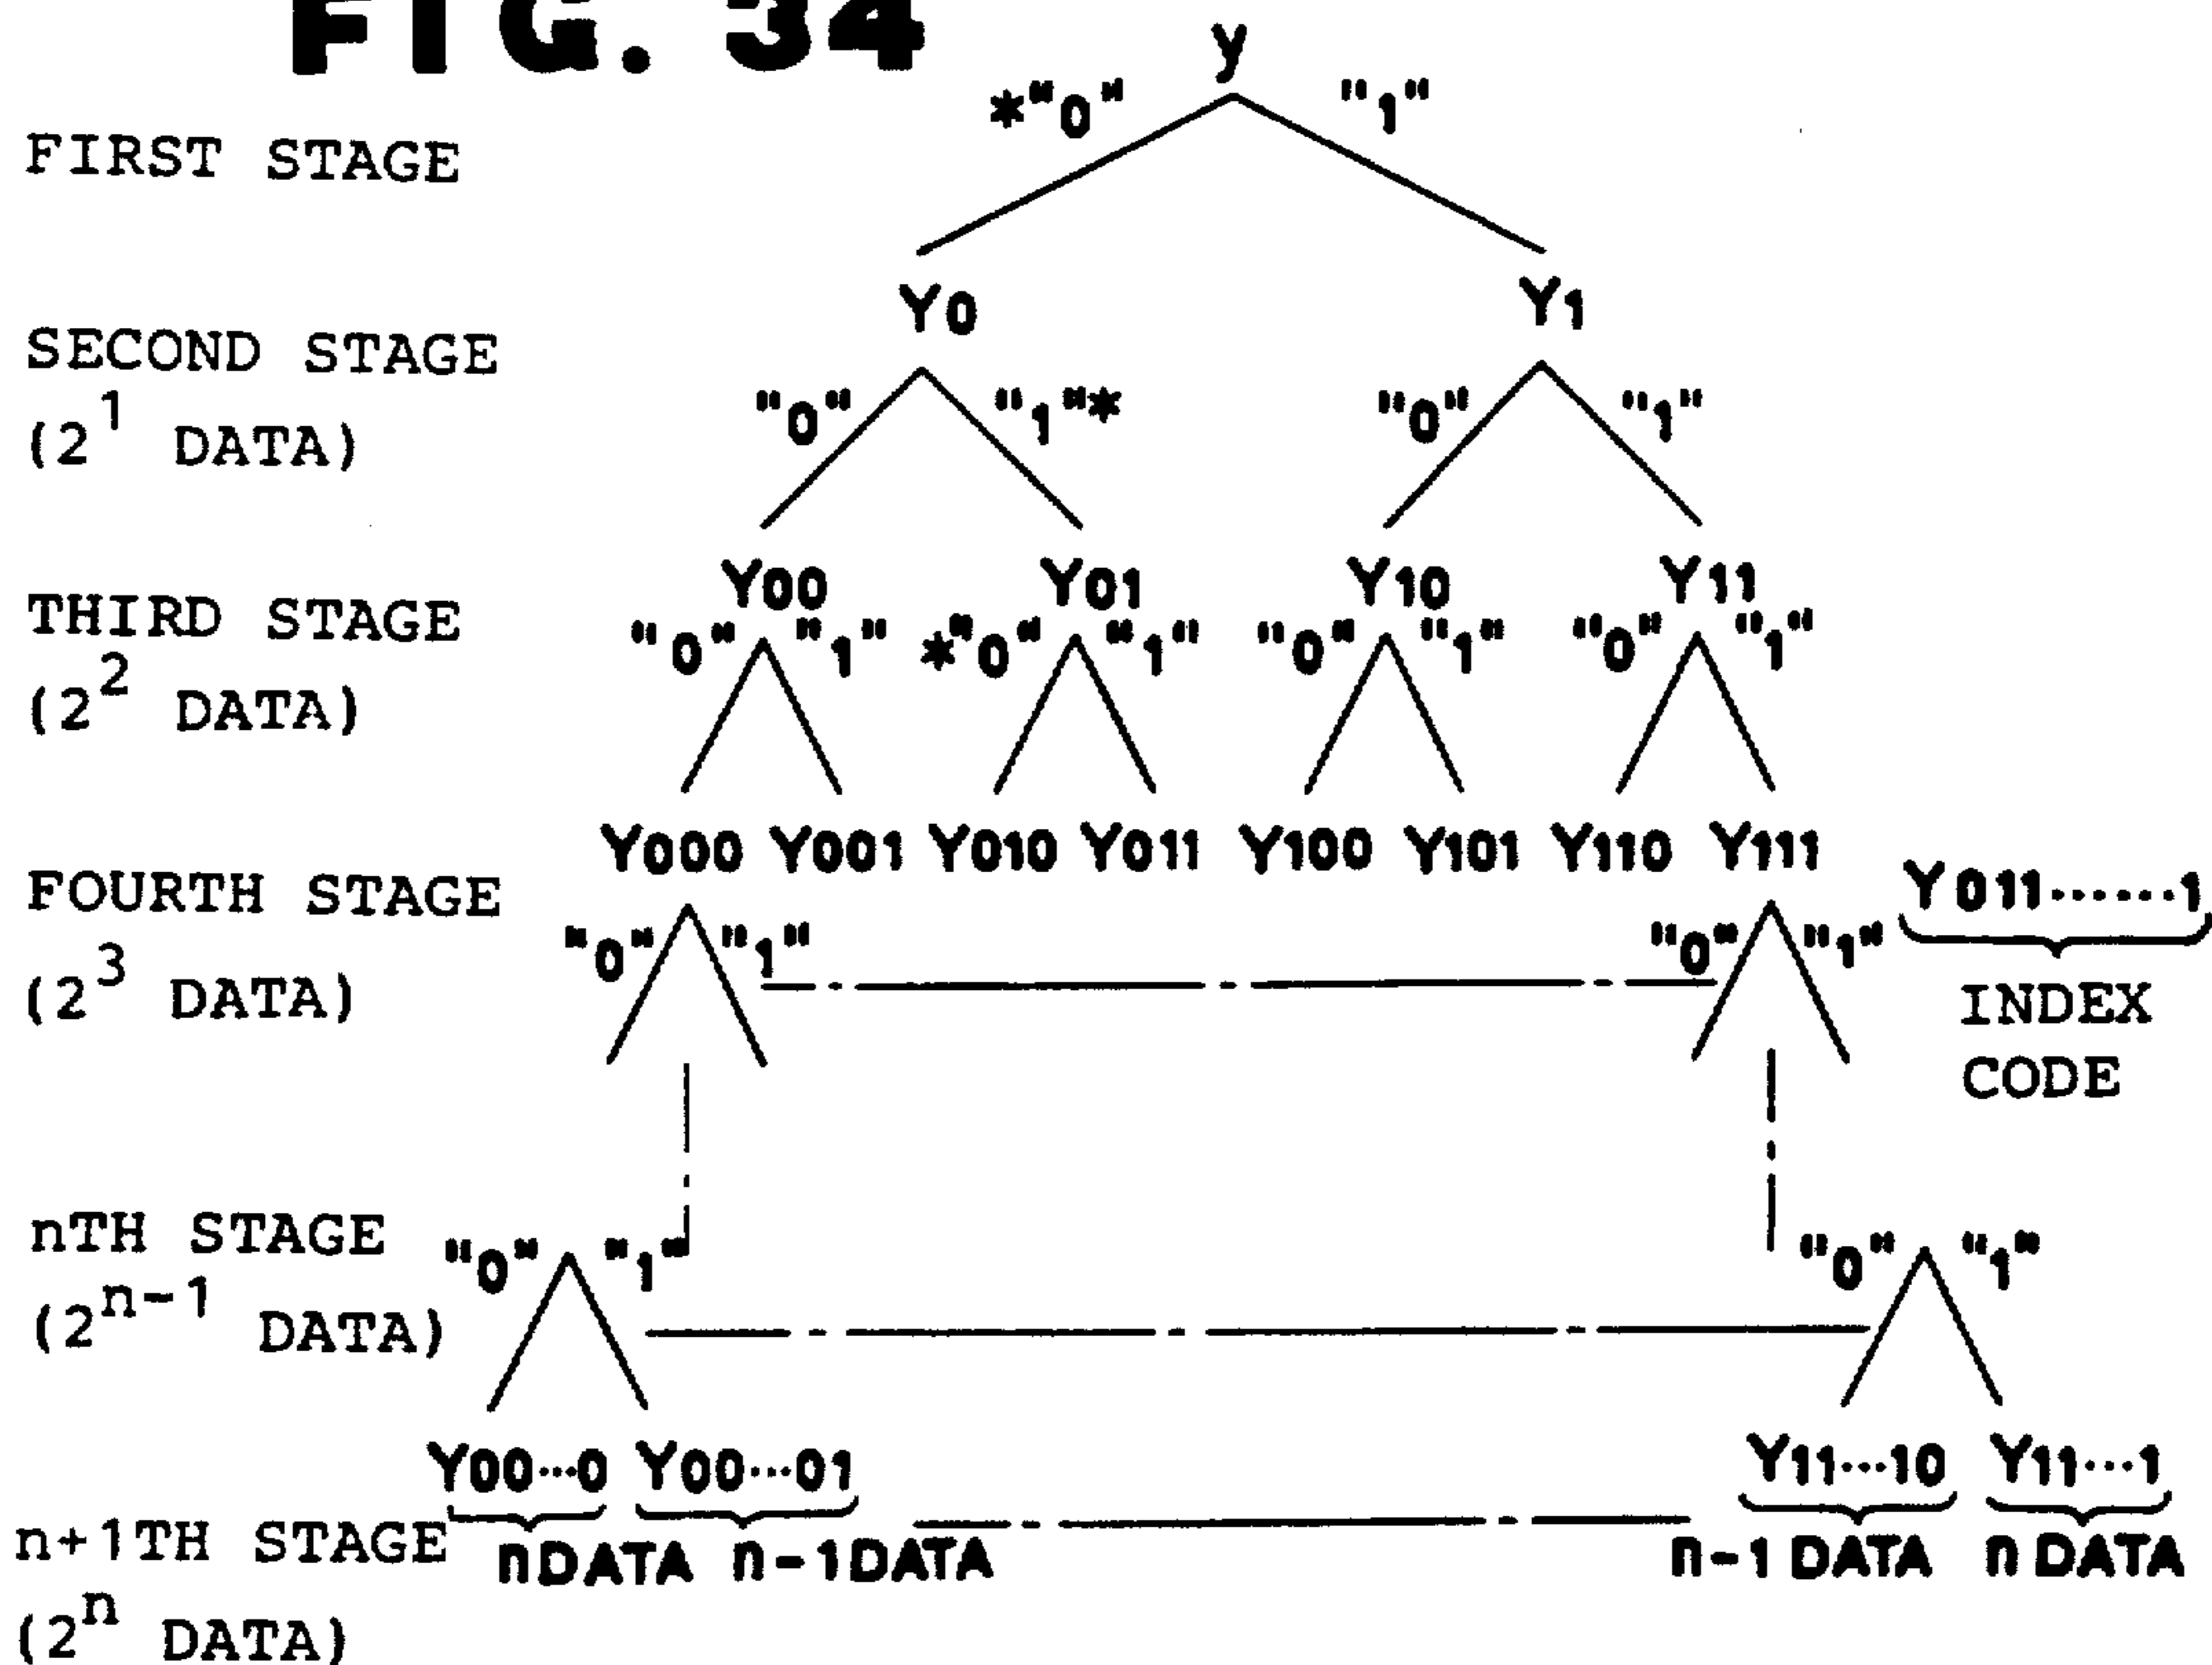 FIG. 34
y
*"0" "1"
FIRST STAGE
Y0 Y1
SECOND STAGE
"0" "1"* "0" "1"
(2^1 DATA)
Y00 Y01 Y10 Y11
THIRD STAGE
"0" "1" *"0" "1" "0" "1" "0" "1"
(2^2 DATA)
Y000 Y001 Y010 Y011 Y100 Y101 Y110 Y111
FOURTH STAGE
Y011······1
"0" "1" "0" "1"
(2^3 DATA)
INDEX
CODE
nTH STAGE
"0" "1" "0" "1"
(2^n-1 DATA)
Y00···0 Y00···01 Y11···10 Y11···1
n+1TH STAGE
nDATA n-1DATA n-1 DATA n DATA
(2^n DATA)